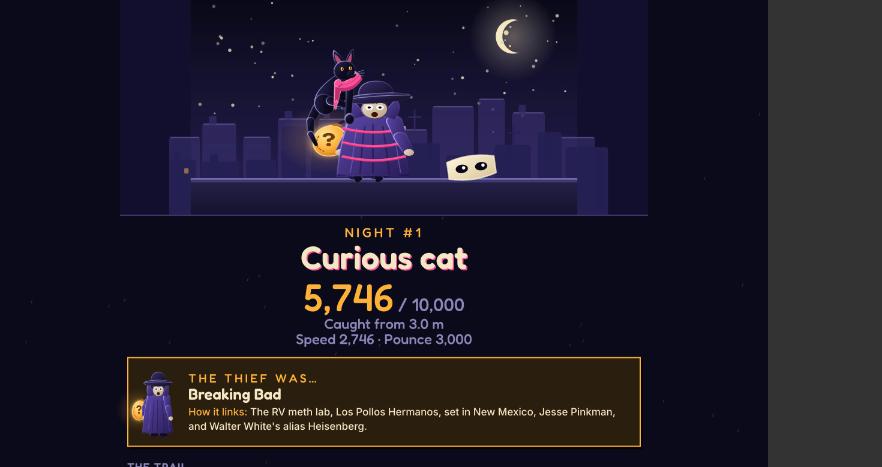 ?
NIGHT #1
Curious cat
5,746 / 10,000
Caught from 3.0 m
Speed 2,746 · Pounce 3,000
THE THIEF WAS...
?
Breaking Bad
How it links: The RV meth lab, Los Pollos Hermanos, set in New Mexico, Jesse Pinkman,
and Walter White's alias Heisenberg.
THE TRAIL